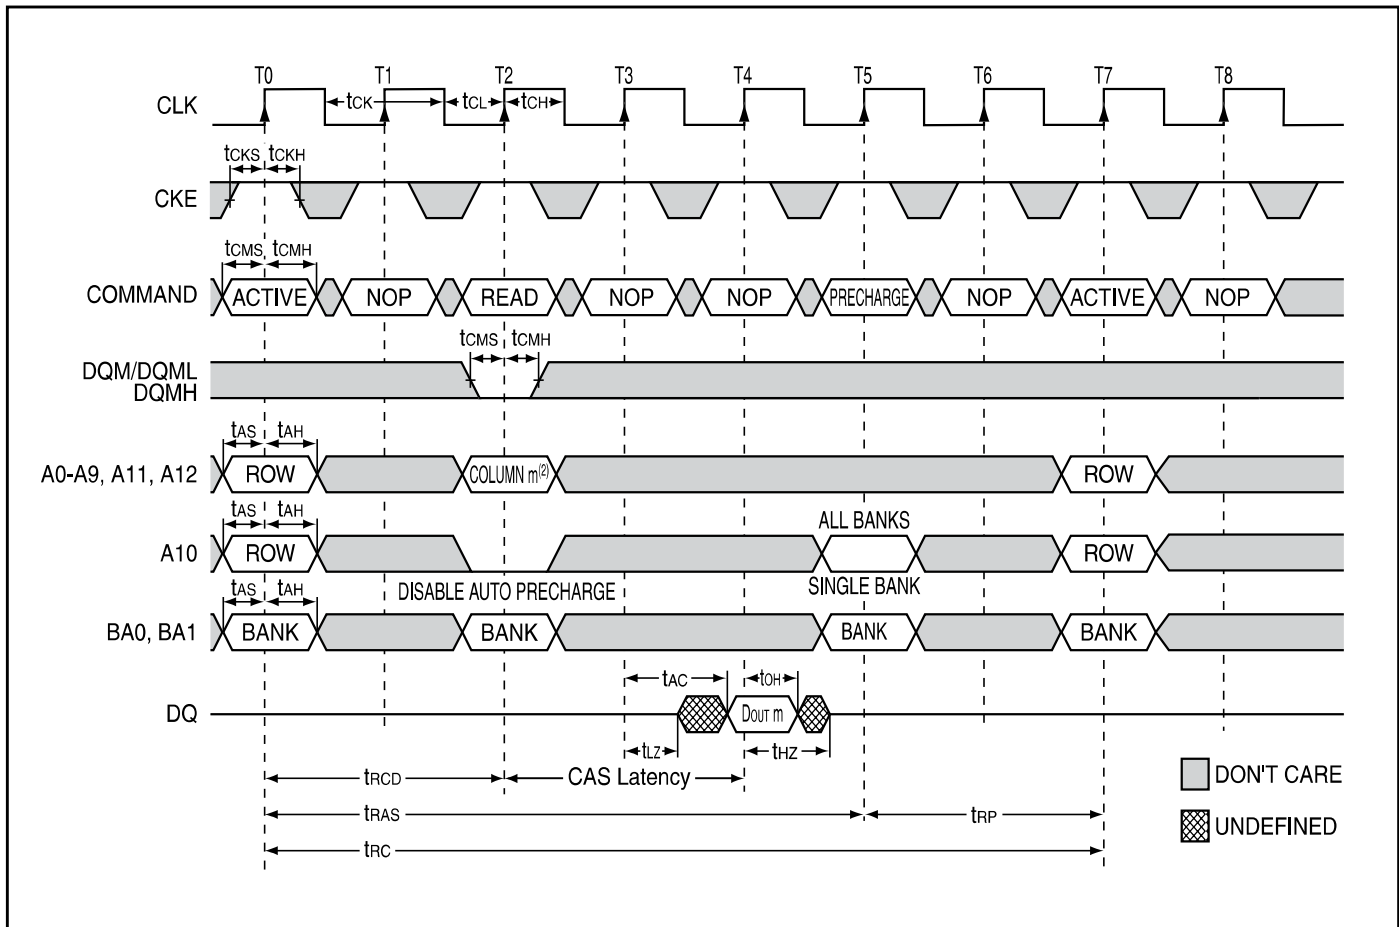 T0 T1 T2 T3 T4 T5 T6 T7 T8
CLK tCK tCL tCH
tCKS tCKH
CKE
tCMS tCMH
COMMAND ACTIVE NOP READ NOP NOP PRECHARGE NOP ACTIVE NOP
tCMS tCMH
DQM/DQML
DQMH
tAS tAH
A0-A9, A11, A12 ROW COLUMN m(2) ROW
tAS tAH ALL BANKS
A10 ROW ROW
DISABLE AUTO PRECHARGE SINGLE BANK
tAS tAH
BA0, BA1 BANK BANK BANK BANK
tAC tOH
DQ DOUT m
tLZ tHZ
tRCD CAS Latency DON'T CARE
tRAS tRP
UNDEFINED
tRC